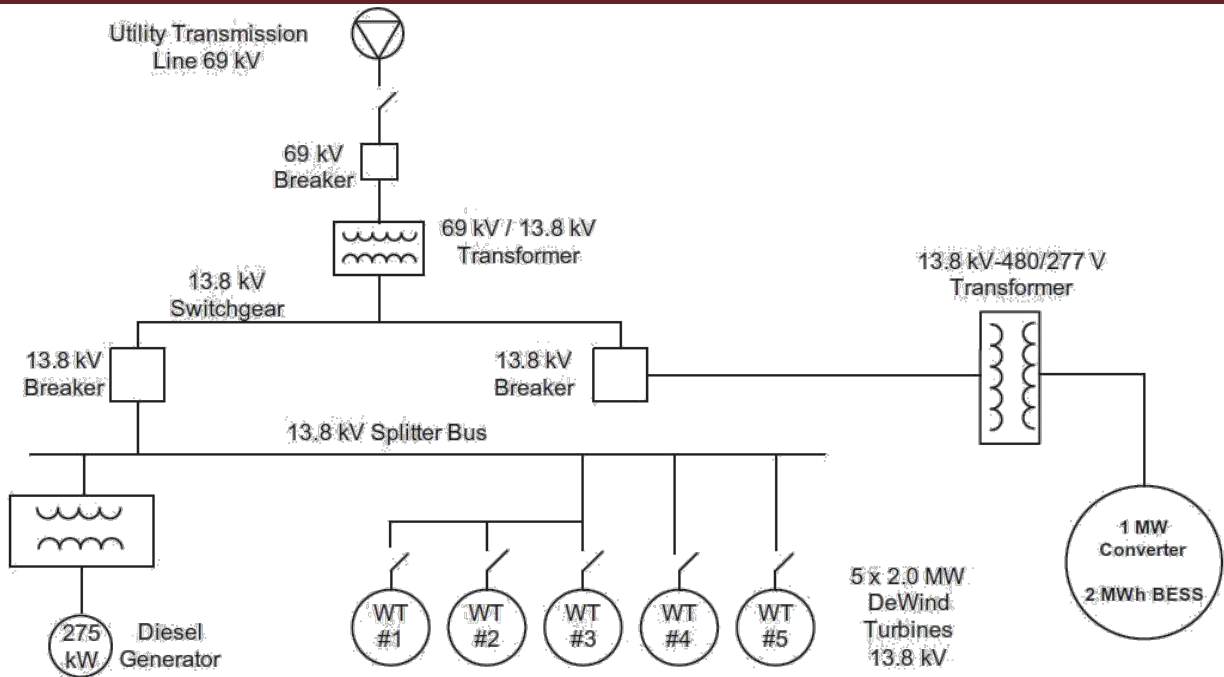 Utility Transmission
Line 69 kV
69 kV
Breaker
69 kV / 13.8 kV
Transformer
13.8 kV
Switchgear
13.8 kV-480/277 V
Transformer
13.8 kV
Breaker
13.8 kV
Breaker
13.8 kV Splitter Bus
1 MW
Converter
2 MWh BESS
5 x 2.0 MW
DeWind
Turbines
13.8 kV
WT
#1
WT
#2
WT
#3
WT
#4
WT
#5
275
kW
Diesel
Generator